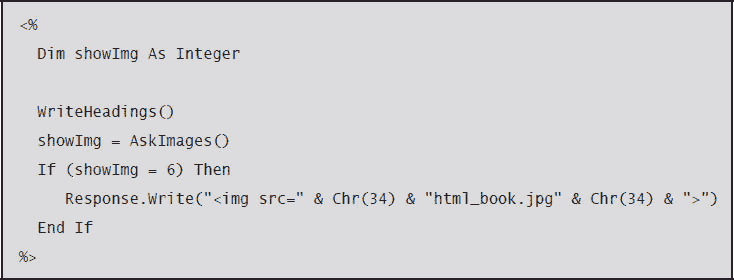 <%
Dim showImg As Integer
WriteHeadings()
showImg = AskImages()
If (showImg = 6) Then
Response.Write("<img src=" & Chr(34) & "html_book.jpg" & Chr(34) & ">")
End If
%>